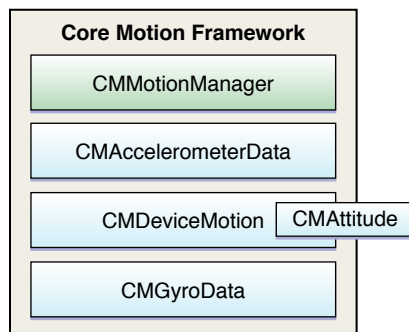 Core Motion Framework
CMMotionManager
CMAccelerometerData
CMDeviceMotion
CMAttitude
CMGyroData